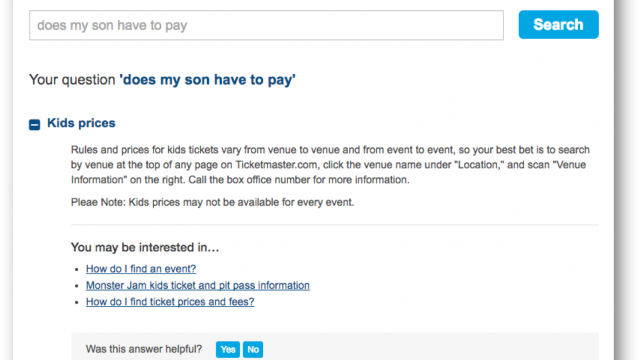 does my son have to pay
Search
Your question 'does my son have to pay'
Kids prices
Rules and prices for kids tickets vary from venue to venue and from event to event, so your best bet is to search
by venue at the top of any page on Ticketmaster.com, click the venue name under "Location," and scan "Venue
Information" on the right. Call the box office number for more information.
Pleae Note: Kids prices may not be available for every event.
You may be interested in…
• How do I find an event?
• Monster Jam kids ticket and pit pass information
• How do I find ticket prices and fees?
Was this answer helpful? Yes No